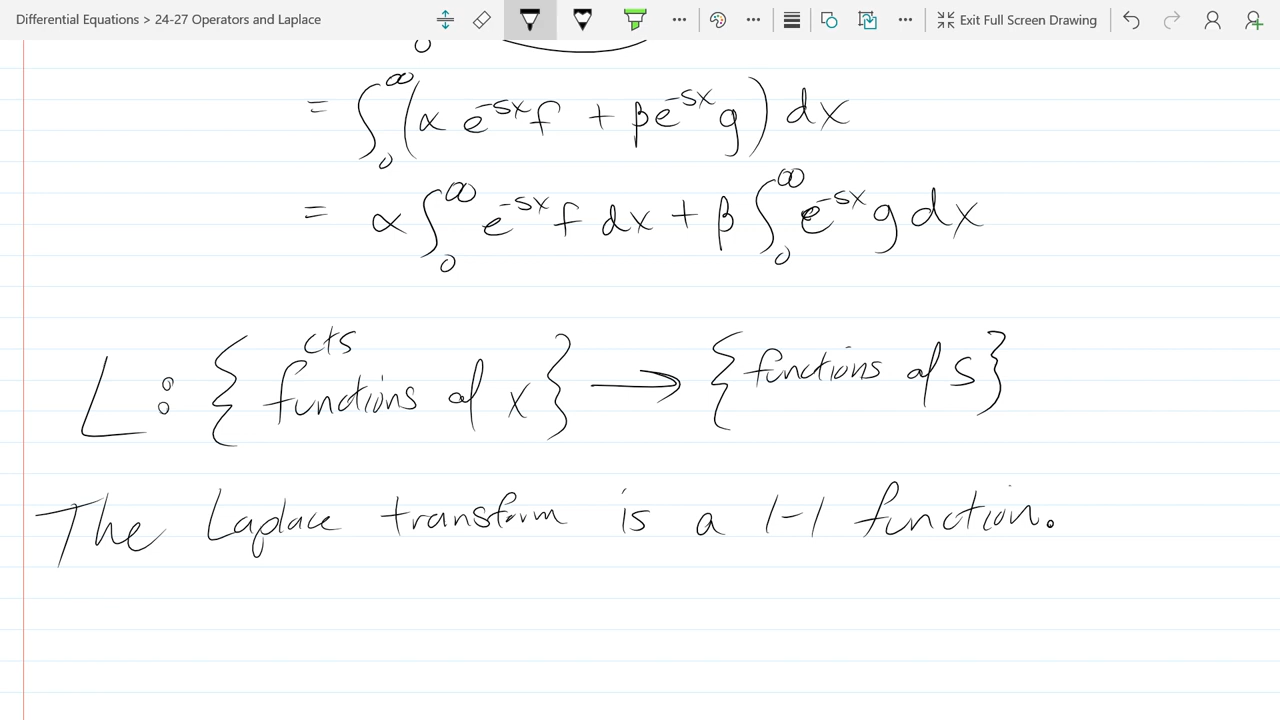 Differential Equations > 24-27 Operators and Laplace
Exit Full Screen Drawing
0
= ∫₀^∞ (α e^{-sx} f + β e^{-sx} g) dx
= α ∫₀^∞ e^{-sx} f dx + β ∫₀^∞ e^{-sx} g dx
cts
L : { functions of x } → { functions of s }
The Laplace transform is a 1-1 function.